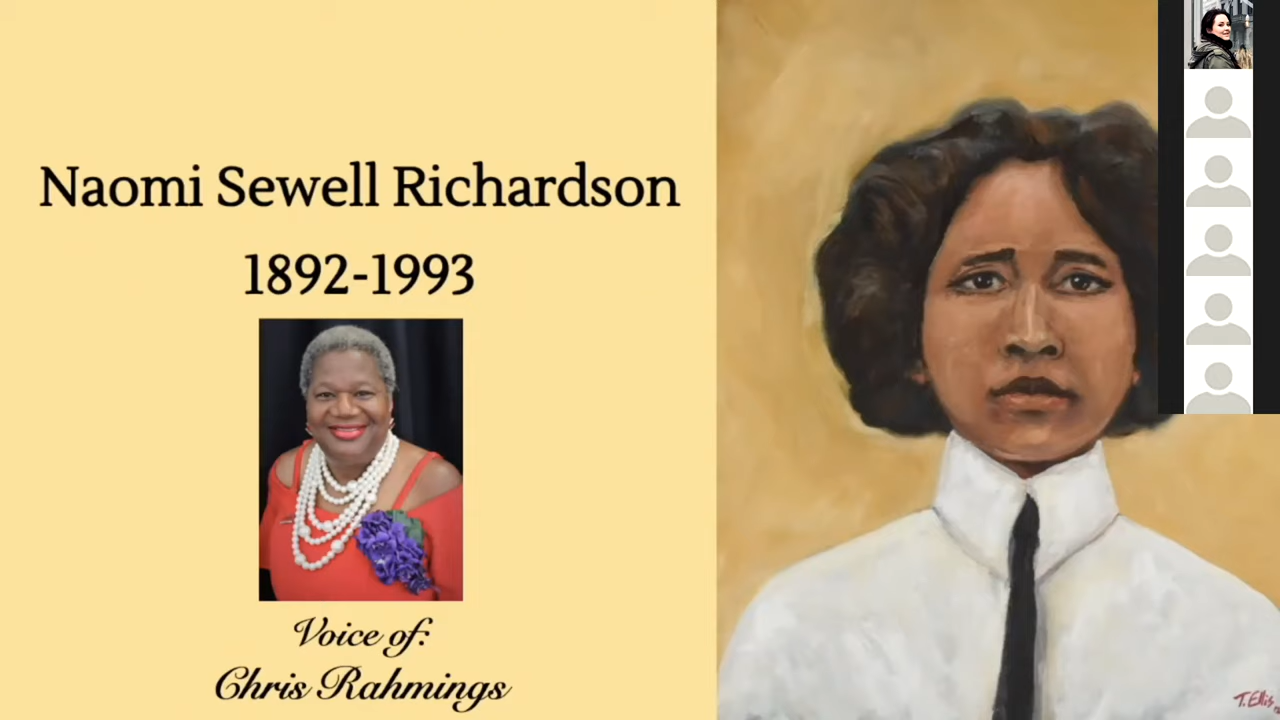 Naomi Sewell Richardson
1892-1993
Voice of:
Chris Rahmings
T. Ellis